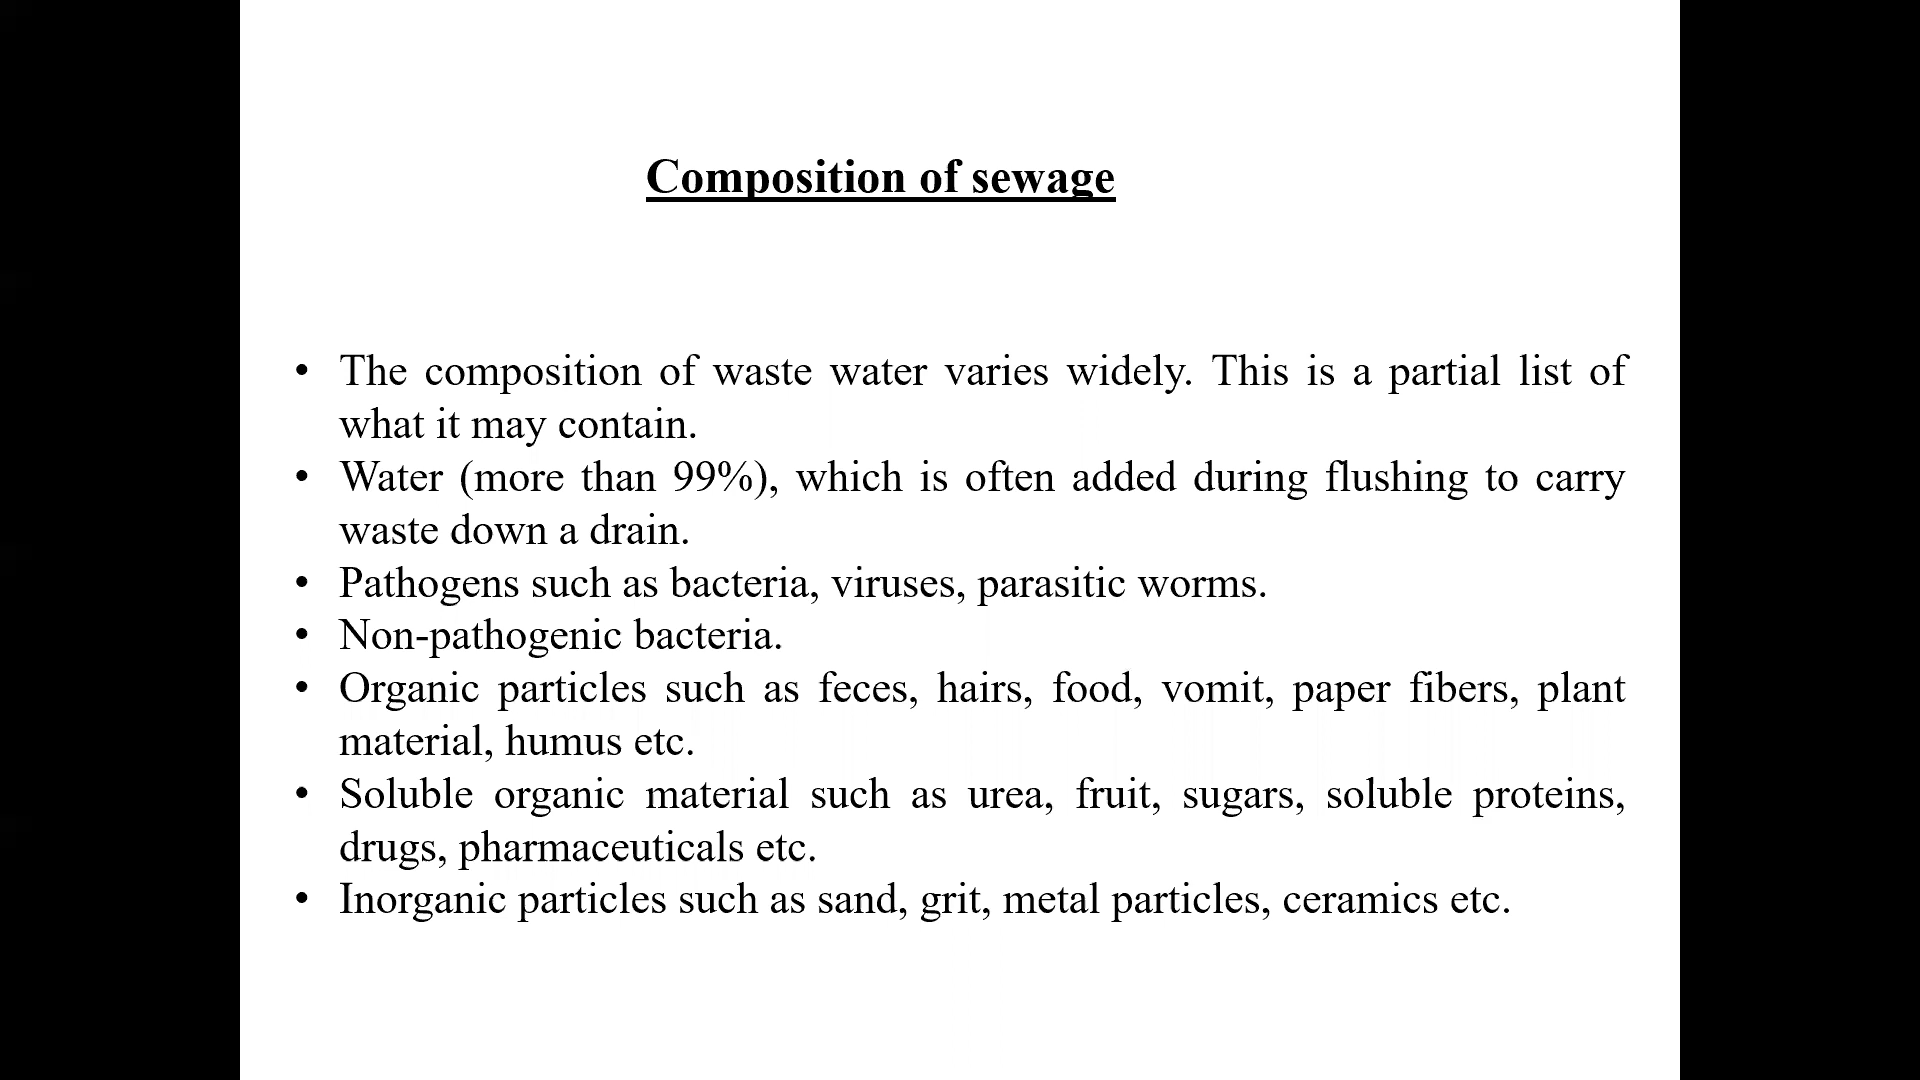 Composition of sewage
• The composition of waste water varies widely. This is a partial list of
what it may contain.
• Water (more than 99%), which is often added during flushing to carry
waste down a drain.
• Pathogens such as bacteria, viruses, parasitic worms.
• Non-pathogenic bacteria.
• Organic particles such as feces, hairs, food, vomit, paper fibers, plant
material, humus etc.
• Soluble organic material such as urea, fruit, sugars, soluble proteins,
drugs, pharmaceuticals etc.
• Inorganic particles such as sand, grit, metal particles, ceramics etc.